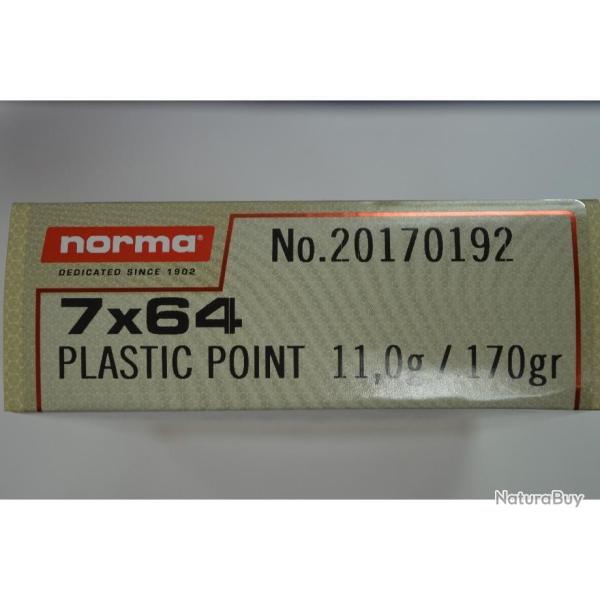 norma®
DEDICATED SINCE 1902
No.20170192
7x64
PLASTIC POINT 11,0g / 170gr
NaturaBuy